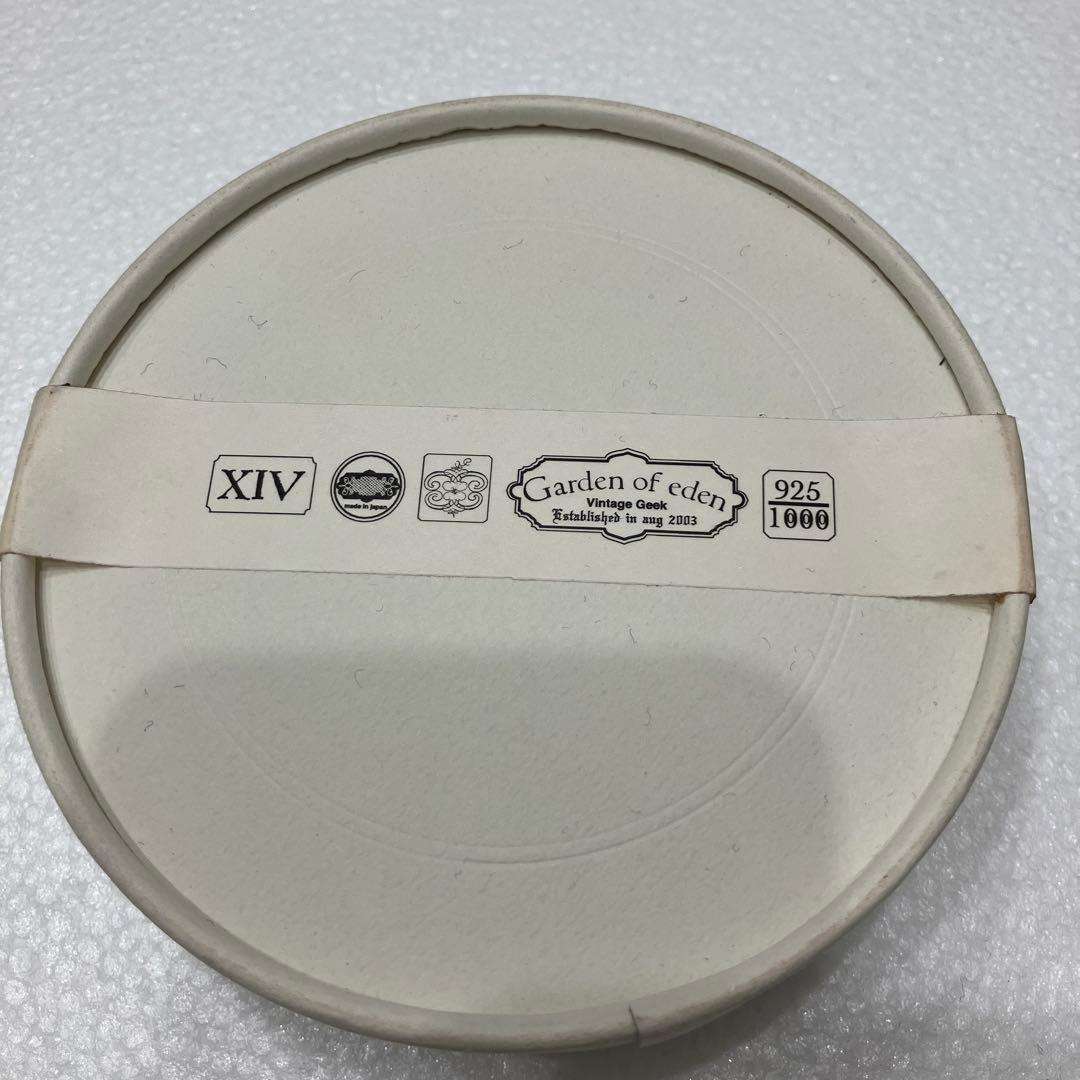 XIV
made in japan
Garden of eden
Vintage Geek
Established in aug 2003
925
1000